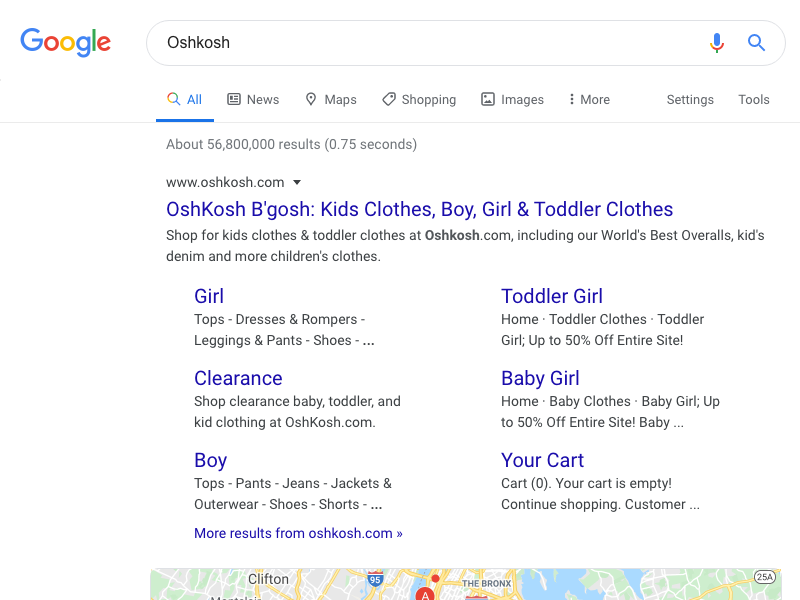 Google
Oshkosh
All News Maps Shopping Images More Settings Tools
About 56,800,000 results (0.75 seconds)
www.oshkosh.com
OshKosh B'gosh: Kids Clothes, Boy, Girl & Toddler Clothes
Shop for kids clothes & toddler clothes at Oshkosh.com, including our World's Best Overalls, kid's
denim and more children's clothes.
Girl
Tops - Dresses & Rompers -
Leggings & Pants - Shoes - ...
Toddler Girl
Home · Toddler Clothes · Toddler
Girl; Up to 50% Off Entire Site!
Clearance
Shop clearance baby, toddler, and
kid clothing at OshKosh.com.
Baby Girl
Home · Baby Clothes · Baby Girl; Up
to 50% Off Entire Site! Baby ...
Boy
Tops - Pants - Jeans - Jackets &
Outerwear - Shoes - Shorts - ...
Your Cart
Cart (0). Your cart is empty!
Continue shopping. Customer ...
More results from oshkosh.com »
Clifton
95
THE BRONX
25A
A